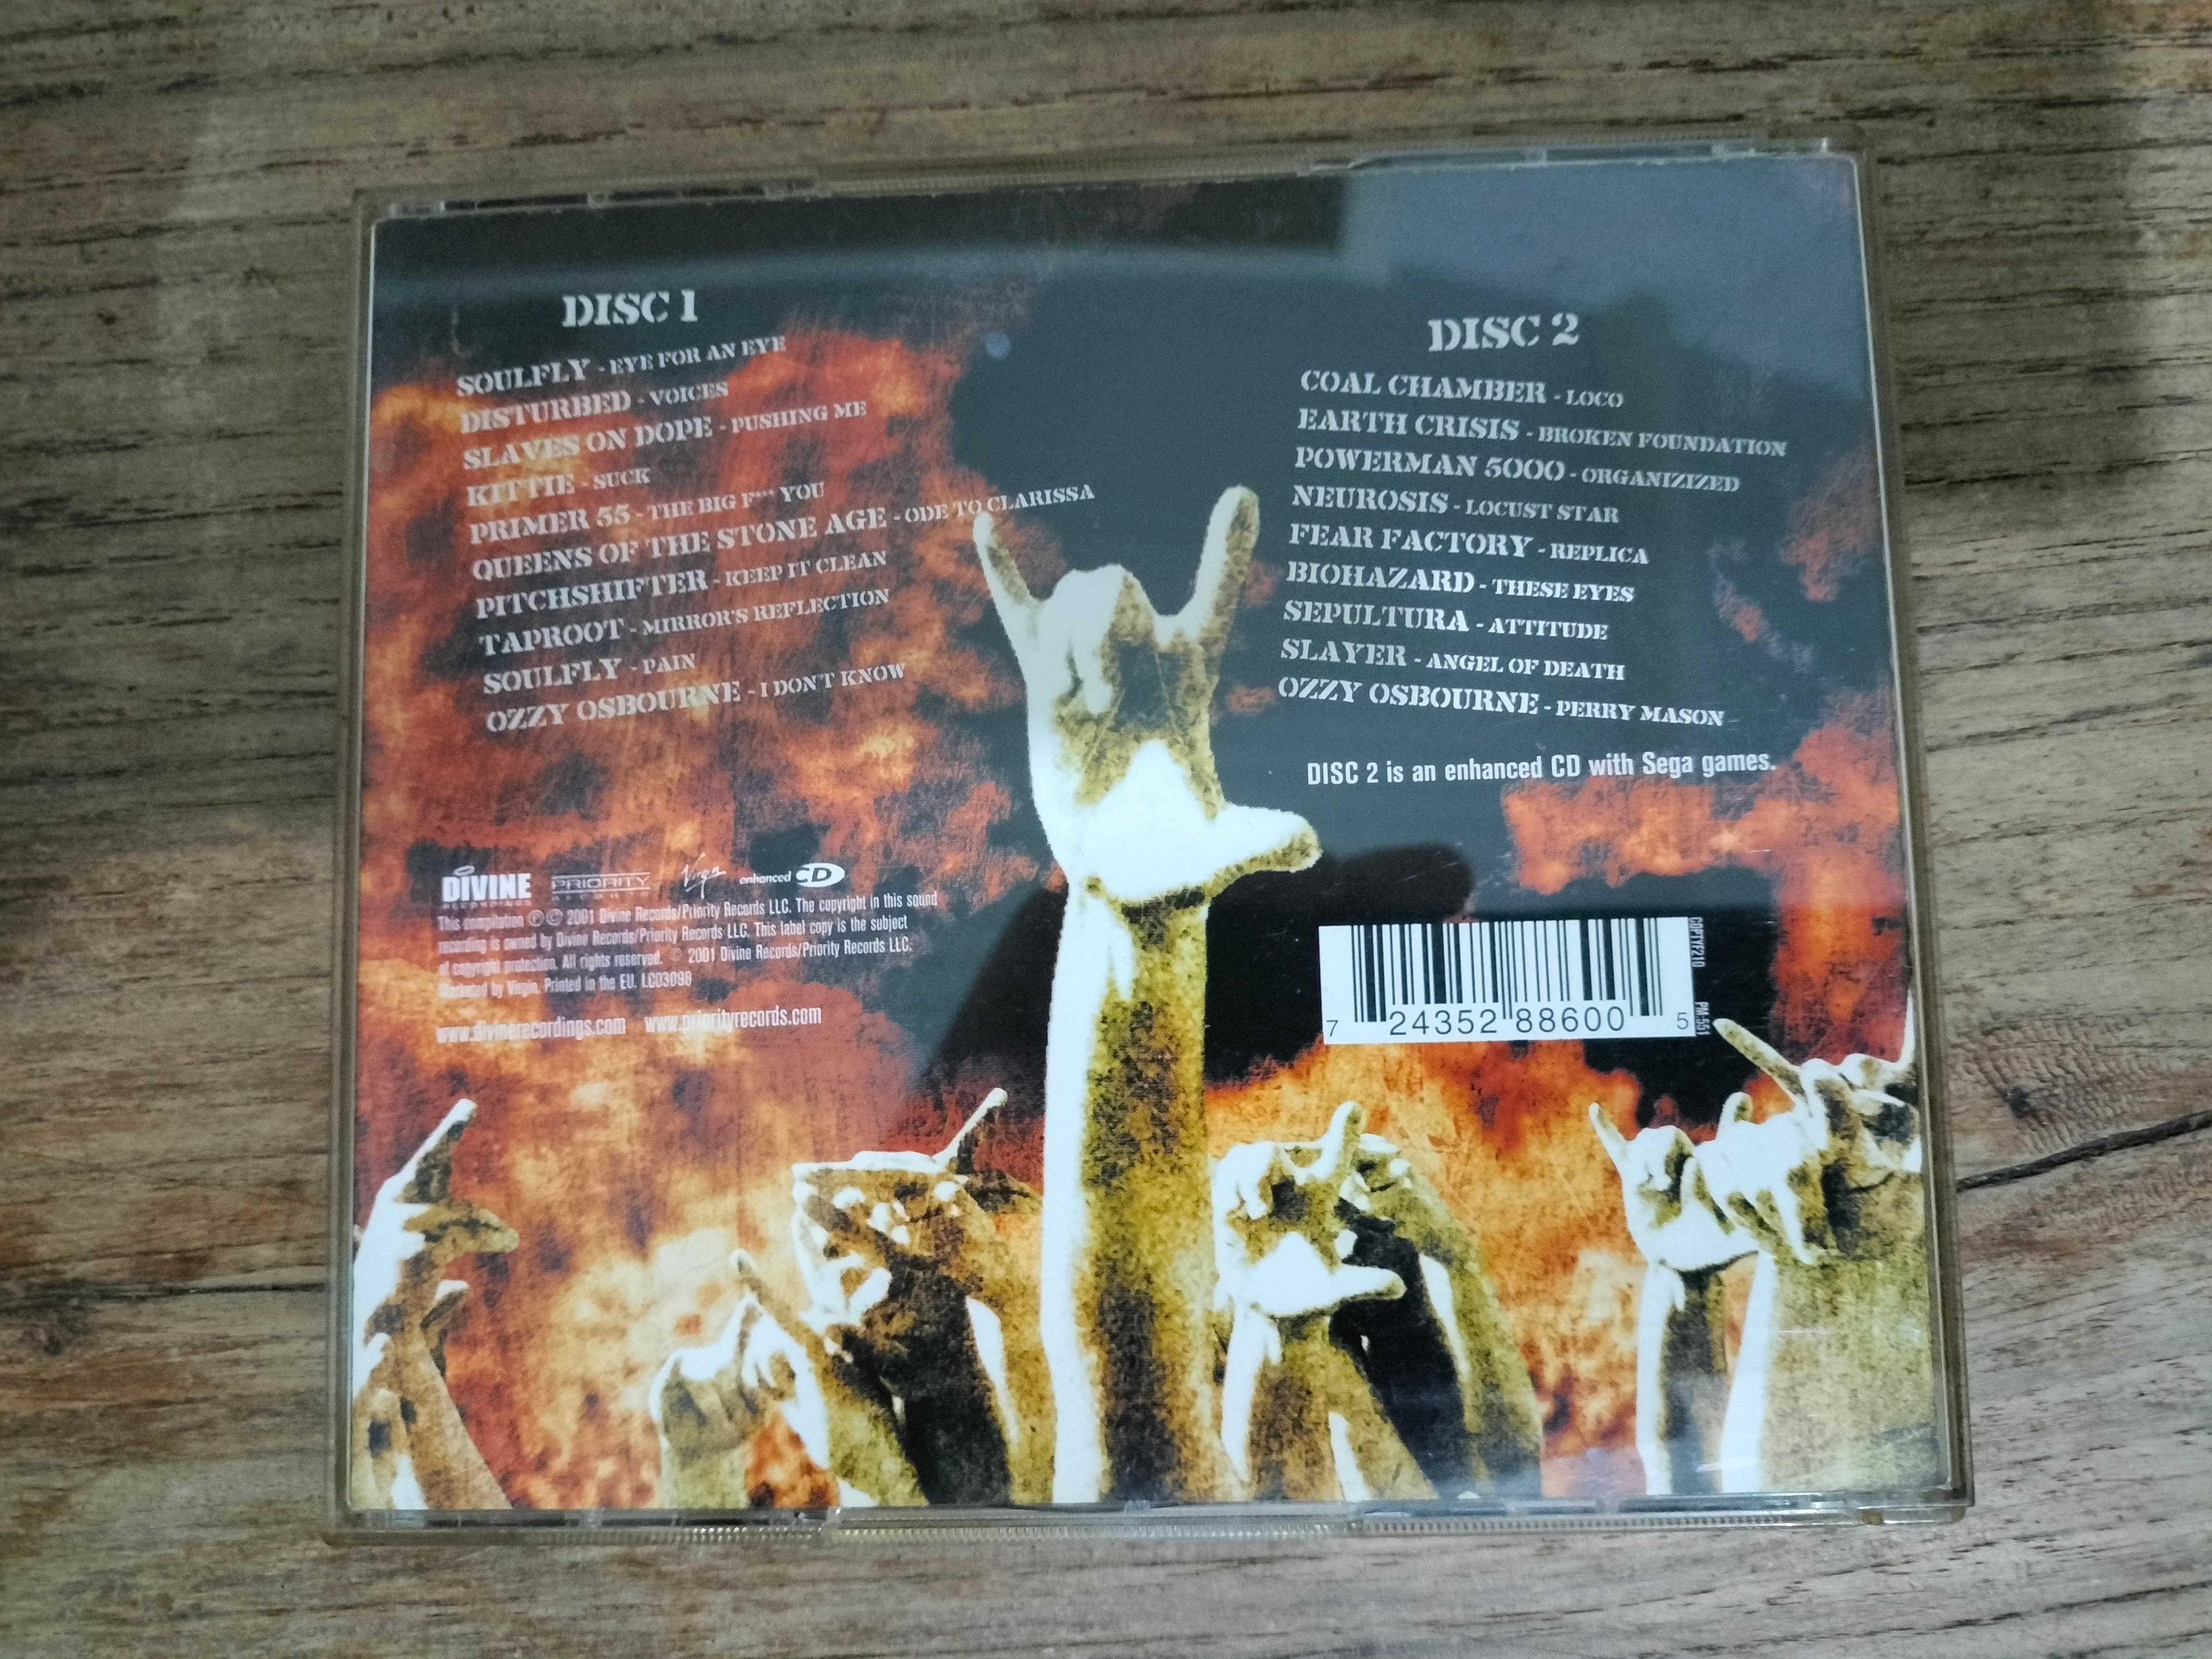 DISC 1
SOULFLY - EYE FOR AN EYE
DISTURBED - VOICES
SLAVES ON DOPE - PUSHING ME
KITTIE - SUCK
PRIMER 55 - THE BIG F*** YOU
QUEENS OF THE STONE AGE - ODE TO CLARISSA
PITCHSHIFTER - KEEP IT CLEAN
TAPROOT - MIRROR'S REFLECTION
SOULFLY - PAIN
OZZY OSBOURNE - I DON'T KNOW
DISC 2
COAL CHAMBER - LOCO
EARTH CRISIS - BROKEN FOUNDATION
POWERMAN 5000 - ORGANIZIZED
NEUROSIS - LOCUST STAR
FEAR FACTORY - REPLICA
BIOHAZARD - THESE EYES
SEPULTURA - ATTITUDE
SLAYER - ANGEL OF DEATH
OZZY OSBOURNE - PERRY MASON
DISC 2 is an enhanced CD with Sega games.
DIVINE RECORDINGS PRIORITY RECORDS Virgin enhanced CD
This compilation ℗ © 2001 Divine Records/Priority Records LLC. The copyright in this sound
recording is owned by Divine Records/Priority Records LLC. This label copy is the subject
of copyright protection. All rights reserved. © 2001 Divine Records/Priority Records LLC.
Marketed by Virgin. Printed in the EU. LC03098
www.divinerecordings.com www.priorityrecords.com
7 24352 88600 5
CDPTYF210 PM:551